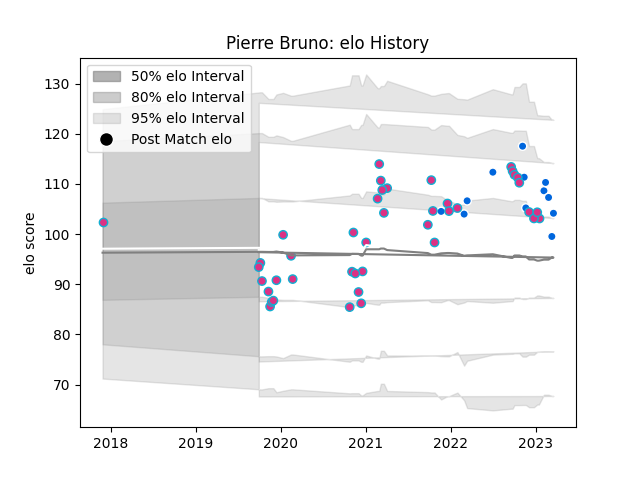 Pierre Bruno: elo History
50% elo Interval
80% elo Interval
95% elo Interval
Post Match elo
elo score
130
120
110
100
90
80
70
2018 2019 2020 2021 2022 2023